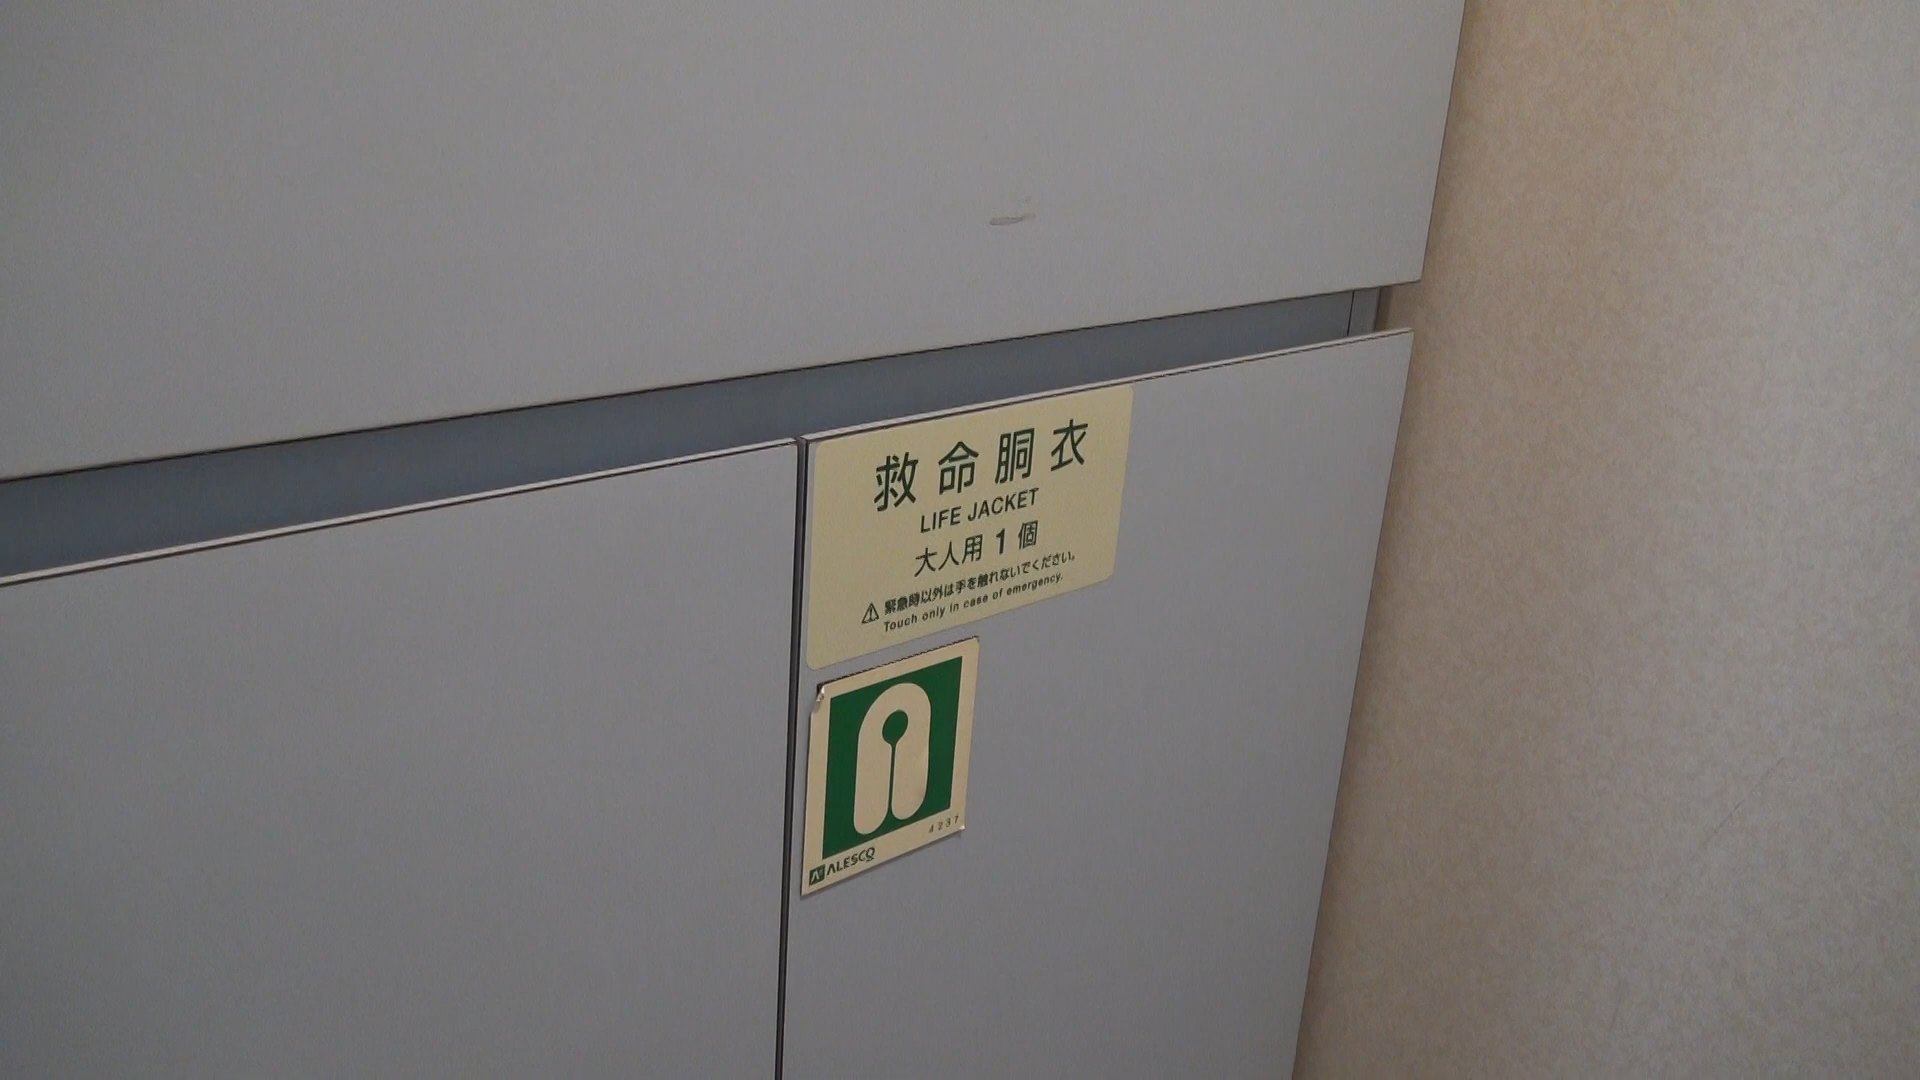 救命胴衣
LIFE JACKET
大人用 1 個
緊急時以外は手を触れないでください。
Touch only in case of emergency.
4237
ALESCO